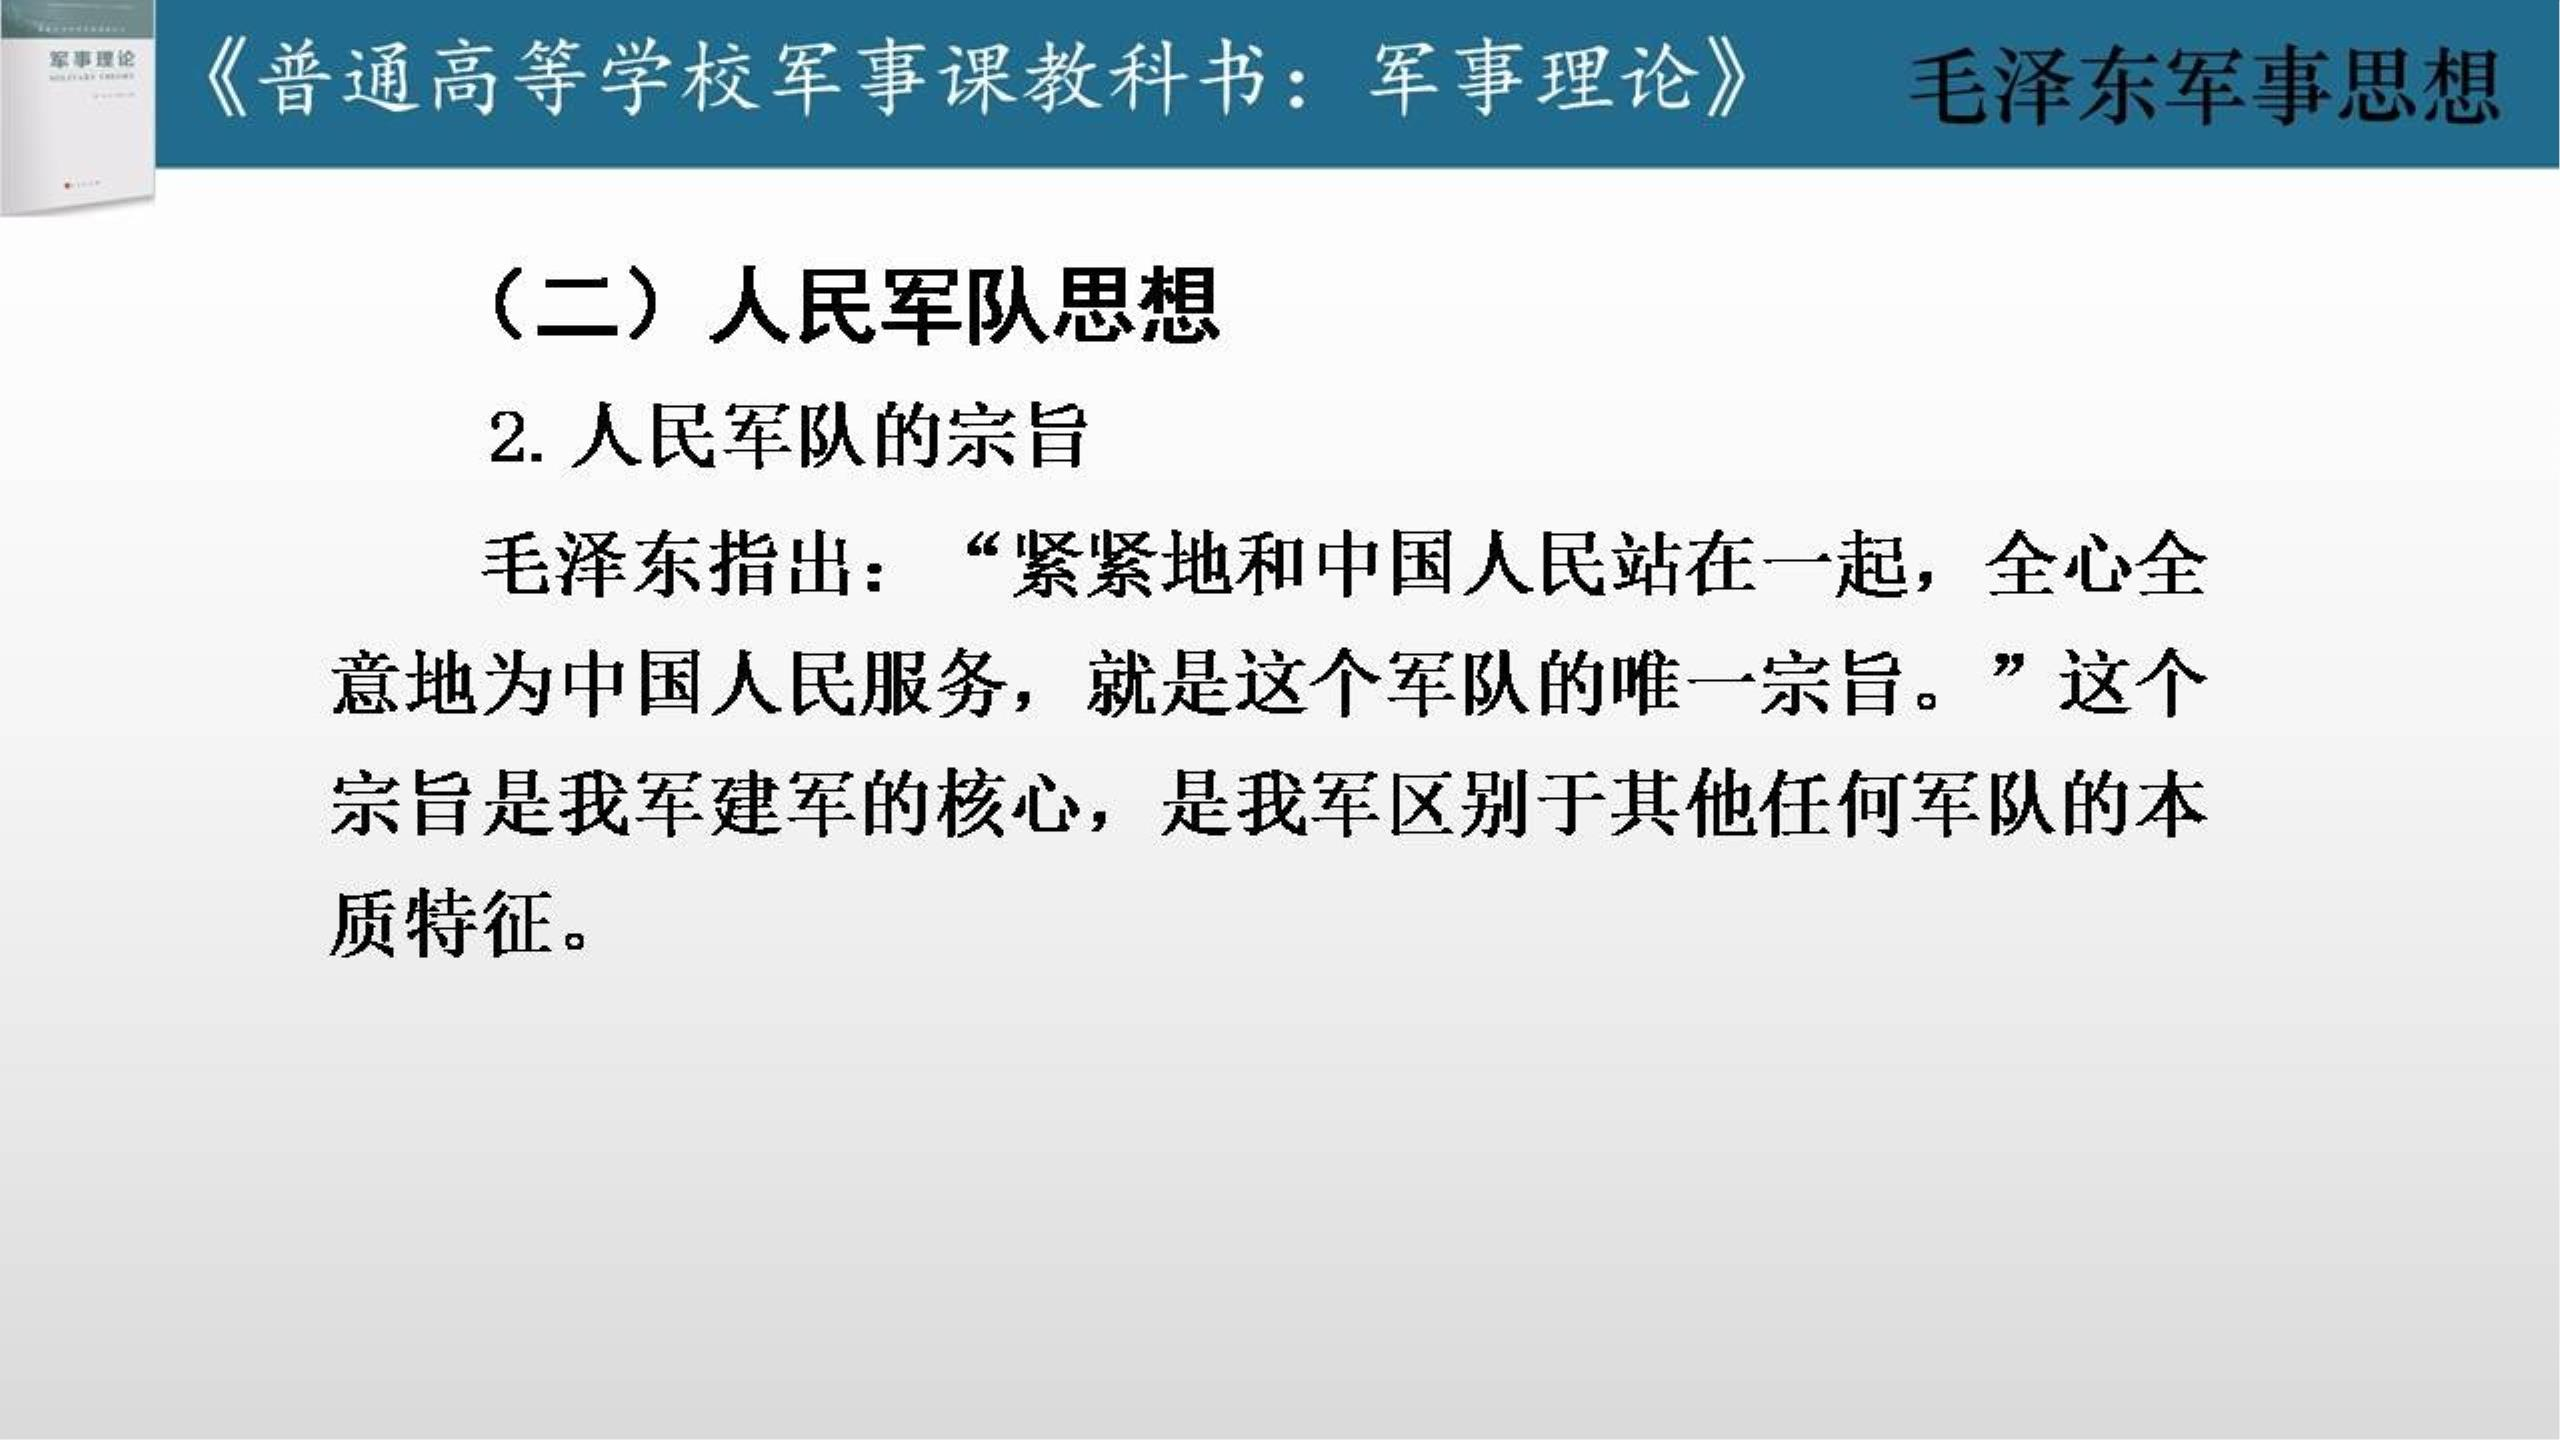 军事理论
MILITARY THEORY
《普通高等学校军事课教科书：军事理论》
毛泽东军事思想
（二）人民军队思想
2. 人民军队的宗旨
毛泽东指出：“紧紧地和中国人民站在一起，全心全
意地为中国人民服务，就是这个军队的唯一宗旨。”这个
宗旨是我军建军的核心，是我军区别于其他任何军队的本
质特征。